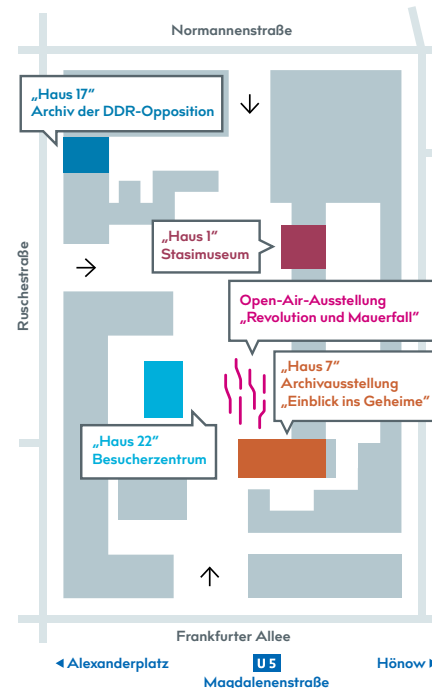 Normannenstraße
„Haus 17“
Archiv der DDR-Opposition
„Haus 1“
Stasimuseum
Ruschestraße
Open-Air-Ausstellung
„Revolution und Mauerfall“
„Haus 7“
Archivausstellung
„Einblick ins Geheime“
„Haus 22“
Besucherzentrum
Frankfurter Allee
Alexanderplatz
U 5
Hönow
Magdalenenstraße